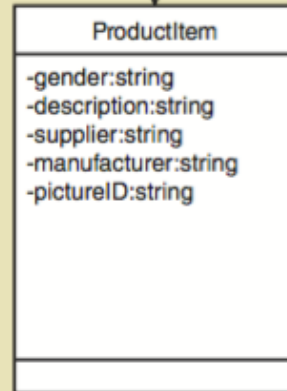 ProductItem
-gender:string
-description:string
-supplier:string
-manufacturer:string
-pictureID:string